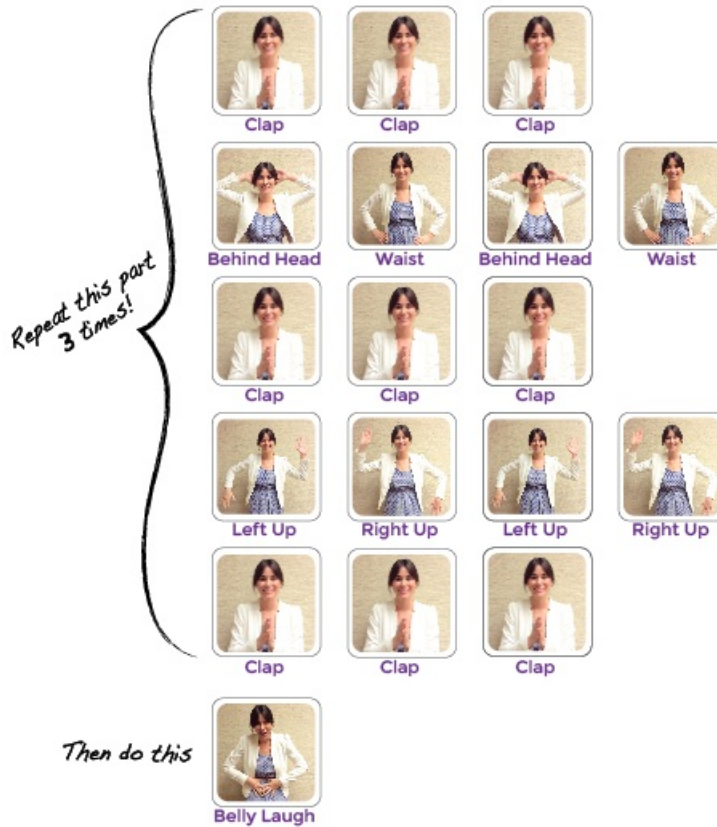 Clap Clap Clap
Behind Head Waist Behind Head Waist
Repeat this part
3 times!
Clap Clap Clap
Left Up Right Up Left Up Right Up
Clap Clap Clap
Then do this
Belly Laugh